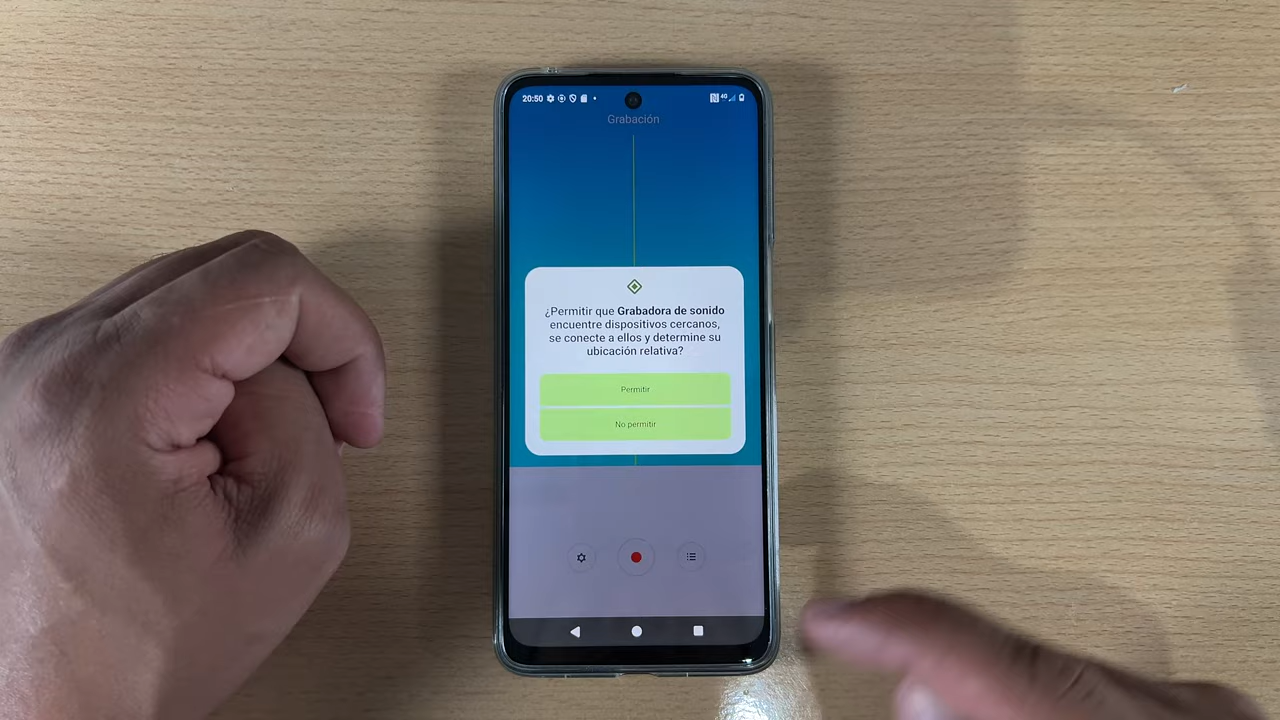 20:50
4G
Grabación
¿Permitir que Grabadora de sonido
encuentre dispositivos cercanos,
se conecte a ellos y determine su
ubicación relativa?
Permitir
No permitir